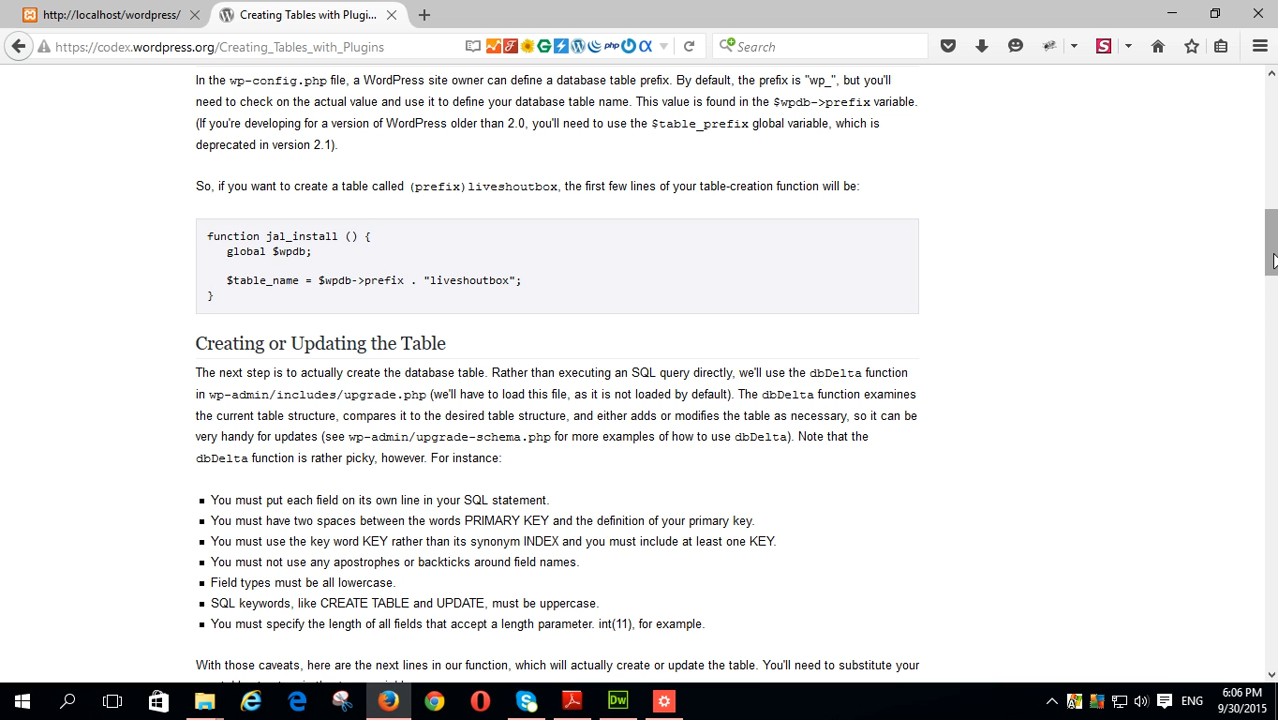 http://localhost/wordpress/
Creating Tables with Plugi...
https://codex.wordpress.org/Creating_Tables_with_Plugins
php
Search
In the wp-config.php file, a WordPress site owner can define a database table prefix. By default, the prefix is "wp_", but you'll
need to check on the actual value and use it to define your database table name. This value is found in the $wpdb->prefix variable.
(If you're developing for a version of WordPress older than 2.0, you'll need to use the $table_prefix global variable, which is
deprecated in version 2.1).
So, if you want to create a table called (prefix)liveshoutbox, the first few lines of your table-creation function will be:
function jal_install () {
global $wpdb;
$table_name = $wpdb->prefix . "liveshoutbox";
}
Creating or Updating the Table
The next step is to actually create the database table. Rather than executing an SQL query directly, we'll use the dbDelta function
in wp-admin/includes/upgrade.php (we'll have to load this file, as it is not loaded by default). The dbDelta function examines
the current table structure, compares it to the desired table structure, and either adds or modifies the table as necessary, so it can be
very handy for updates (see wp-admin/upgrade-schema.php for more examples of how to use dbDelta). Note that the
dbDelta function is rather picky, however. For instance:
You must put each field on its own line in your SQL statement.
You must have two spaces between the words PRIMARY KEY and the definition of your primary key.
You must use the key word KEY rather than its synonym INDEX and you must include at least one KEY.
You must not use any apostrophes or backticks around field names.
Field types must be all lowercase.
SQL keywords, like CREATE TABLE and UPDATE, must be uppercase.
You must specify the length of all fields that accept a length parameter. int(11), for example.
With those caveats, here are the next lines in our function, which will actually create or update the table. You'll need to substitute your
Dw
ENG
6:06 PM
9/30/2015